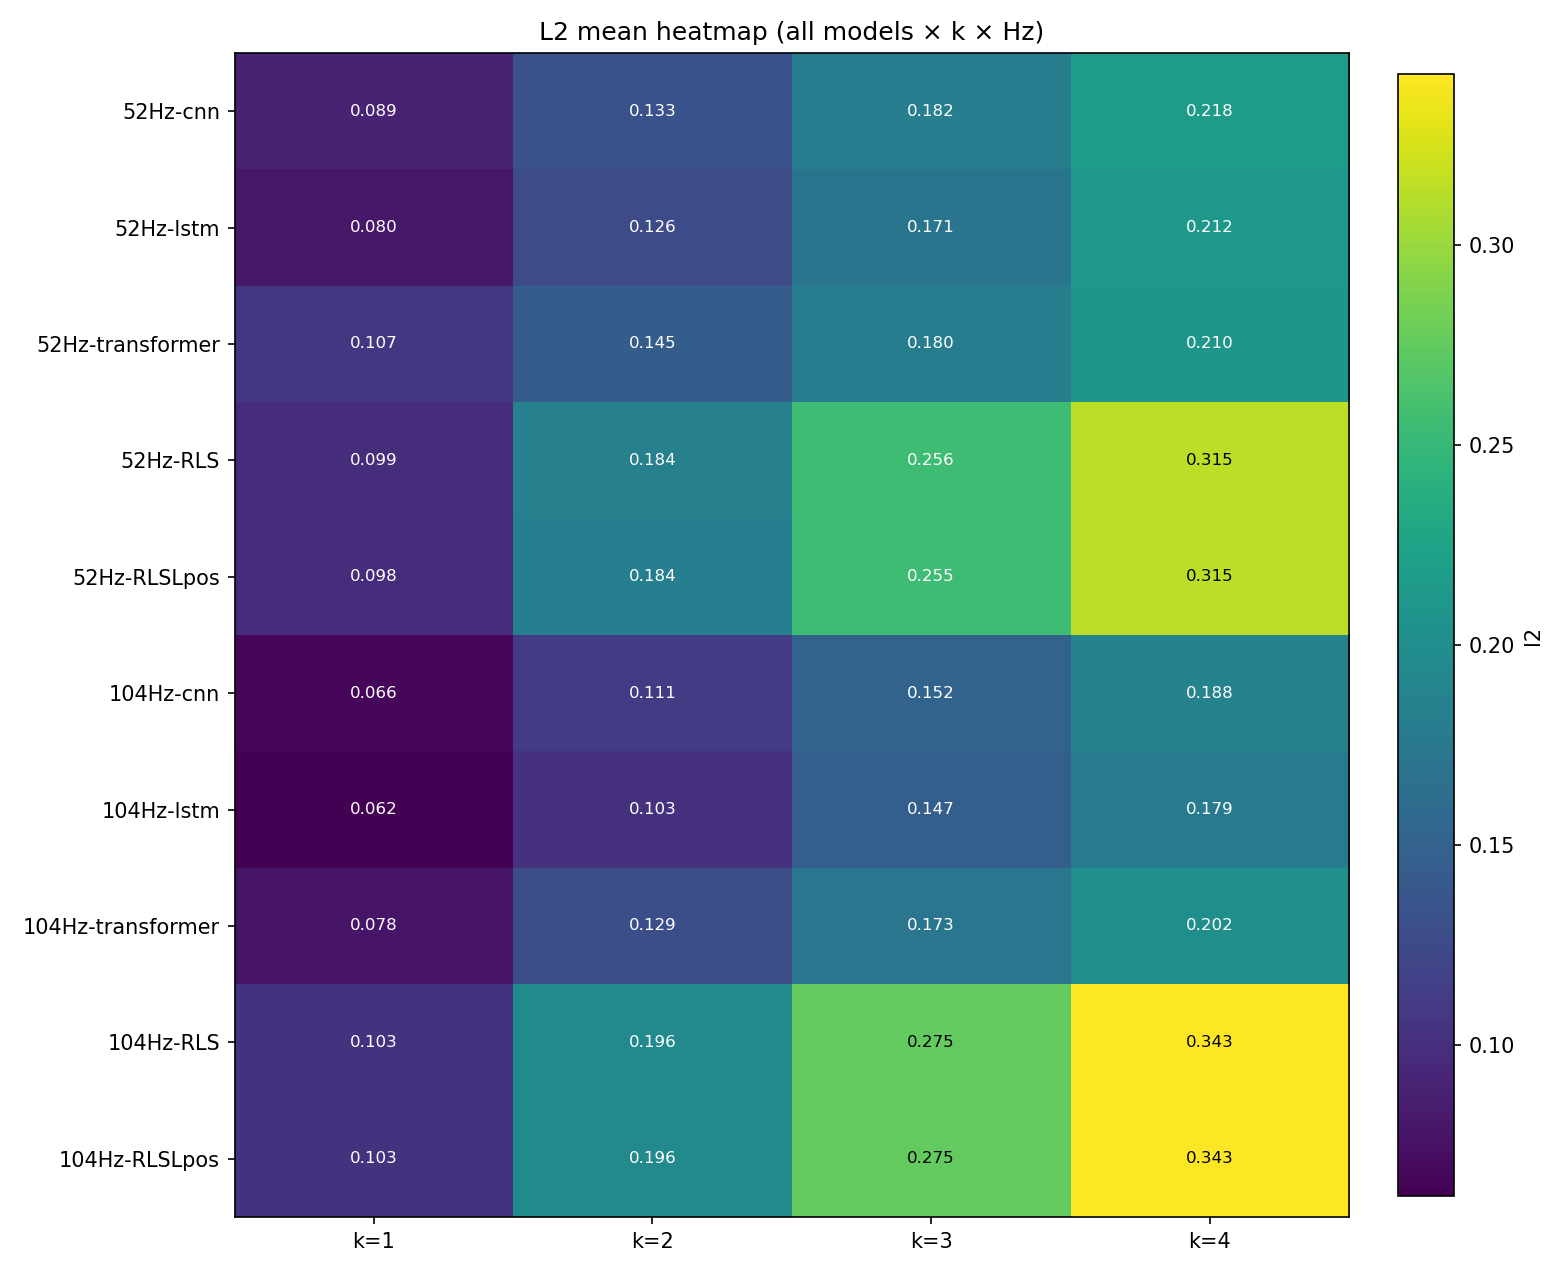 L2 mean heatmap (all models × k × Hz)
52Hz-cnn 0.089 0.133 0.182 0.218
52Hz-lstm 0.080 0.126 0.171 0.212
52Hz-transformer 0.107 0.145 0.180 0.210
52Hz-RLS 0.099 0.184 0.256 0.315
52Hz-RLSLpos 0.098 0.184 0.255 0.315
104Hz-cnn 0.066 0.111 0.152 0.188
104Hz-lstm 0.062 0.103 0.147 0.179
104Hz-transformer 0.078 0.129 0.173 0.202
104Hz-RLS 0.103 0.196 0.275 0.343
104Hz-RLSLpos 0.103 0.196 0.275 0.343
k=1 k=2 k=3 k=4
0.30
0.25
0.20
0.15
0.10
l2